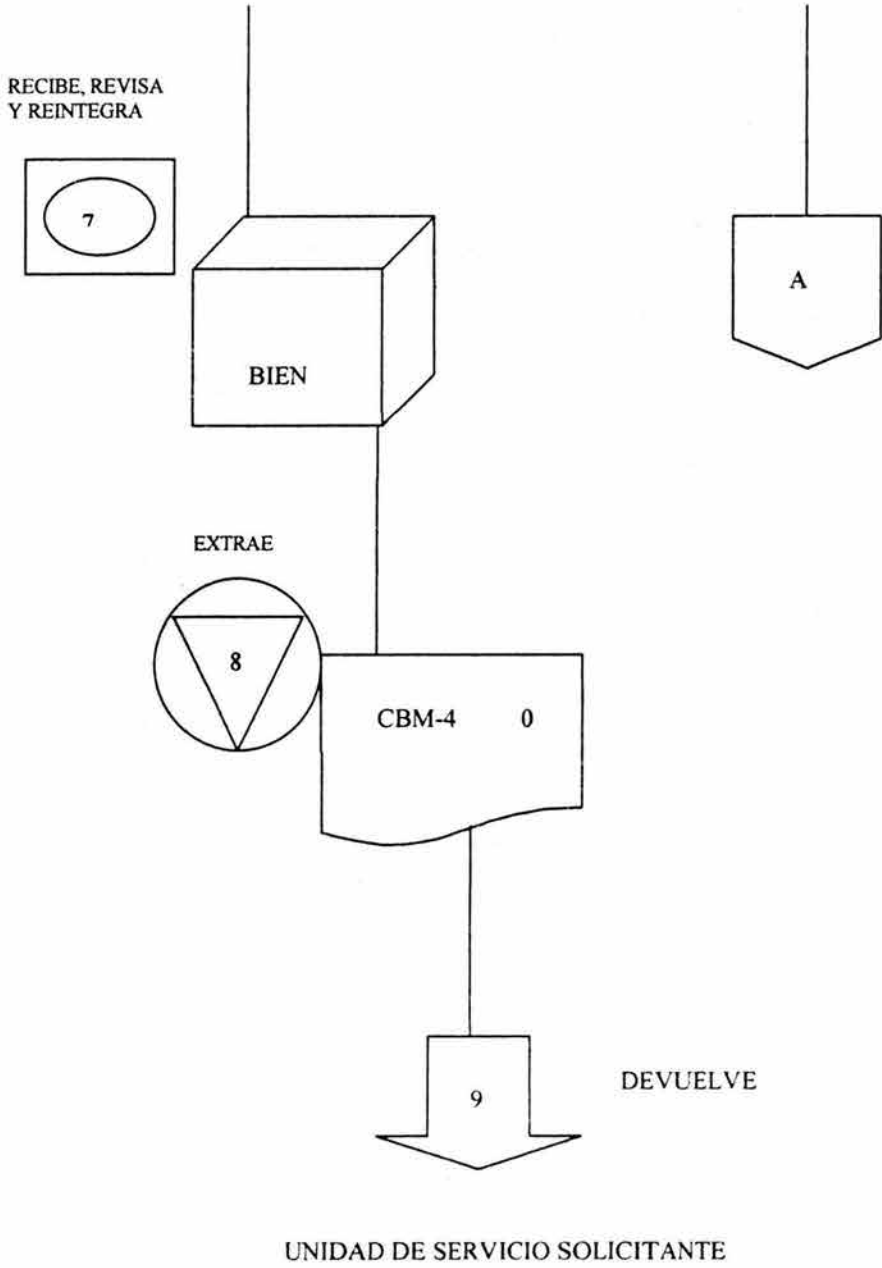 RECIBE, REVISA
Y REINTEGRA
7
A
BIEN
EXTRAE
8
CBM-4 0
9
DEVUELVE
UNIDAD DE SERVICIO SOLICITANTE